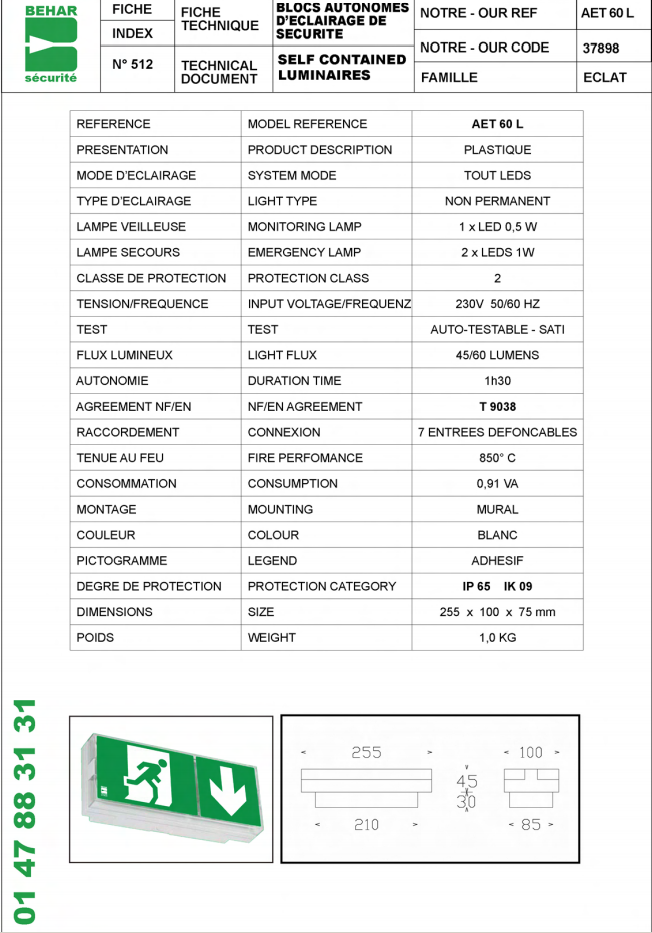 BEHAR
sécurité
FICHE
INDEX
N° 512
FICHE
TECHNIQUE
TECHNICAL
DOCUMENT
BLOCS AUTONOMES
D'ECLAIRAGE DE
SECURITE
SELF CONTAINED
LUMINAIRES
NOTRE - OUR REF AET 60 L
NOTRE - OUR CODE 37898
FAMILLE ECLAT
REFERENCE MODEL REFERENCE AET 60 L
PRESENTATION PRODUCT DESCRIPTION PLASTIQUE
MODE D'ECLAIRAGE SYSTEM MODE TOUT LEDS
TYPE D'ECLAIRAGE LIGHT TYPE NON PERMANENT
LAMPE VEILLEUSE MONITORING LAMP 1 x LED 0,5 W
LAMPE SECOURS EMERGENCY LAMP 2 x LEDS 1W
CLASSE DE PROTECTION PROTECTION CLASS 2
TENSION/FREQUENCE INPUT VOLTAGE/FREQUENZ 230V 50/60 HZ
TEST TEST AUTO-TESTABLE - SATI
FLUX LUMINEUX LIGHT FLUX 45/60 LUMENS
AUTONOMIE DURATION TIME 1h30
AGREEMENT NF/EN NF/EN AGREEMENT T 9038
RACCORDEMENT CONNEXION 7 ENTREES DEFONCABLES
TENUE AU FEU FIRE PERFOMANCE 850° C
CONSOMMATION CONSUMPTION 0,91 VA
MONTAGE MOUNTING MURAL
COULEUR COLOUR BLANC
PICTOGRAMME LEGEND ADHESIF
DEGRE DE PROTECTION PROTECTION CATEGORY IP 65 IK 09
DIMENSIONS SIZE 255 x 100 x 75 mm
POIDS WEIGHT 1,0 KG
01 47 88 31 31
255
100
45
30
210
85